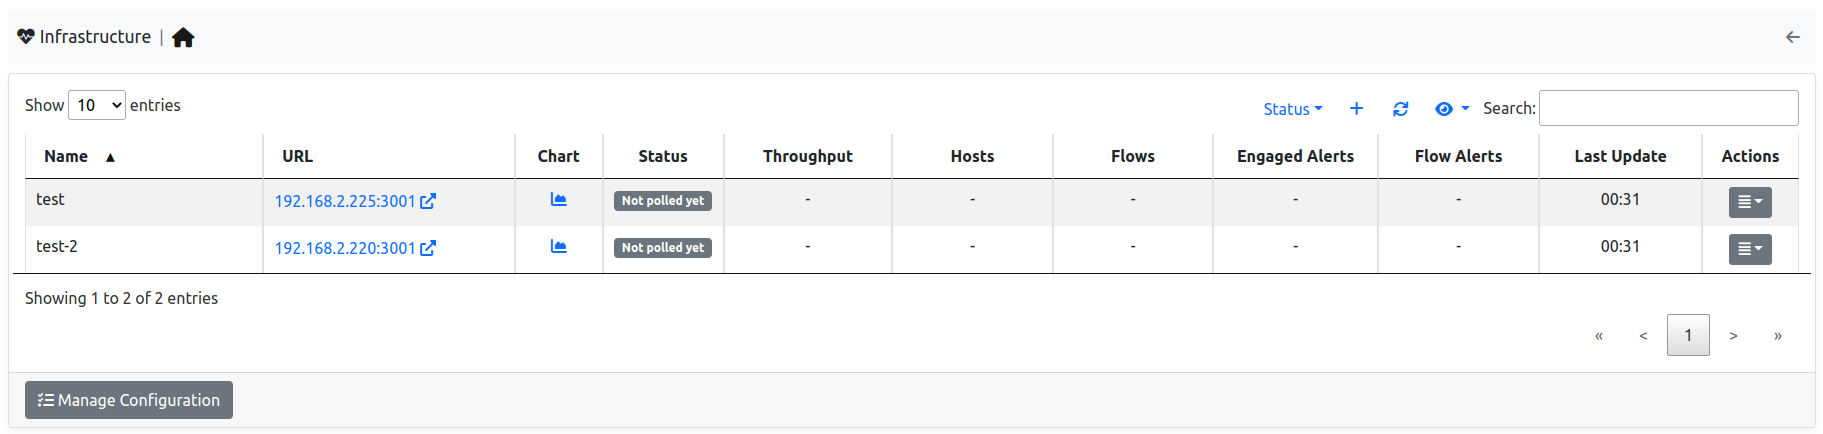 Infrastructure |
Show 10 entries Status + Search:
Name ▲ URL Chart Status Throughput Hosts Flows Engaged Alerts Flow Alerts Last Update Actions
test 192.168.2.225:3001 Not polled yet - - - - - 00:31
test-2 192.168.2.220:3001 Not polled yet - - - - - 00:31
Showing 1 to 2 of 2 entries
« < 1 > »
Manage Configuration